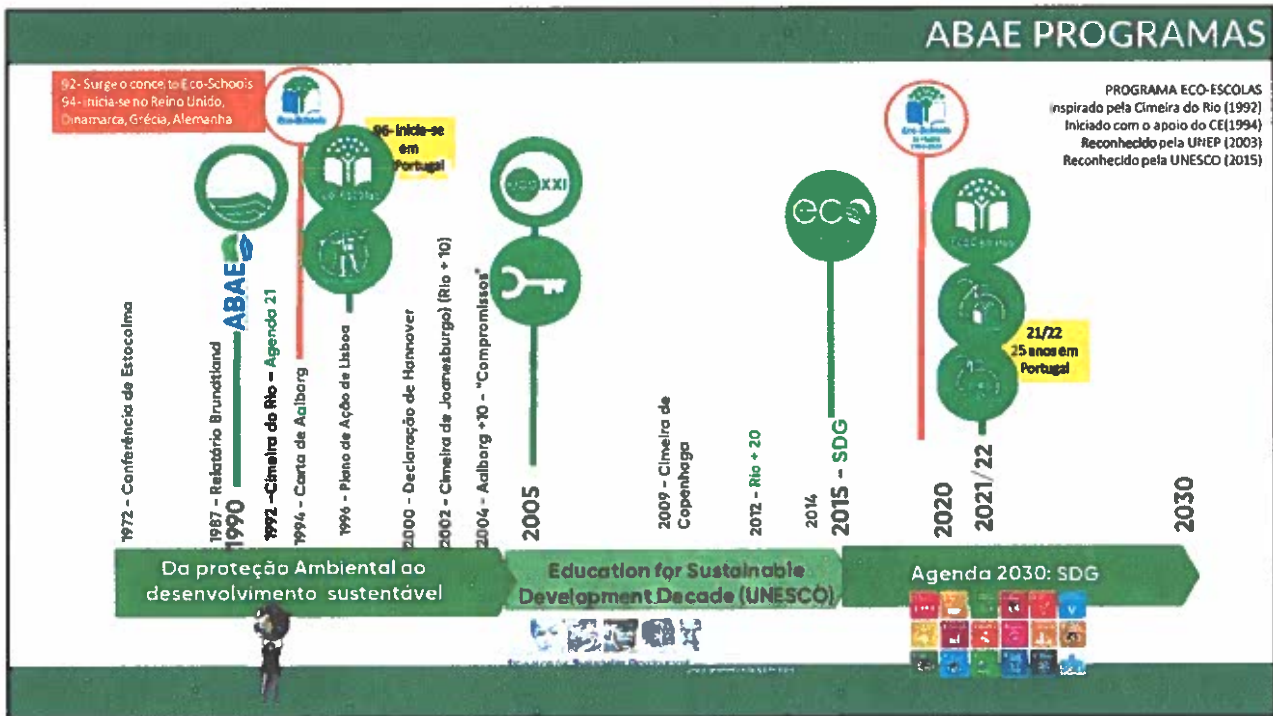 ABAE PROGRAMAS
92- Surge o conceito Eco-Schools
94-Inicia-se no Reino Unido,
Dinamarca, Grécia, Alemanha
Eco-Schools
96- Inicia-se
em
Portugal
PROGRAMA ECO-ESCOLAS
Inspirado pela Cimeira do Rio (1992)
Iniciado com o apoio do CE(1994)
Reconhecido pela UNEP (2003)
Reconhecido pela UNESCO (2015)
Eco-Schools
XXI
eco
ABAE
21/22
25 anos em
Portugal
1972 - Conferência de Estocolmo
1987 - Relatório Brundtland
1990
1992 -Cimeira do Rio - Agenda 21
1994 - Carta de Aalborg
1996 - Plano de Ação de Lisboa
2000 - Declaração de Hannover
2002 - Cimeira de Joanesburgo) (Rio + 10)
2004 - Aalborg +10 - "Compromissos"
2005
2009 - Cimeira de
Copenhaga
2012 - Rio + 20
2014
2015 - SDG
2020
2021/22
2030
Da proteção Ambiental ao
desenvolvimento sustentável
Education for Sustainable
Development Decade (UNESCO)
Agenda 2030: SDG